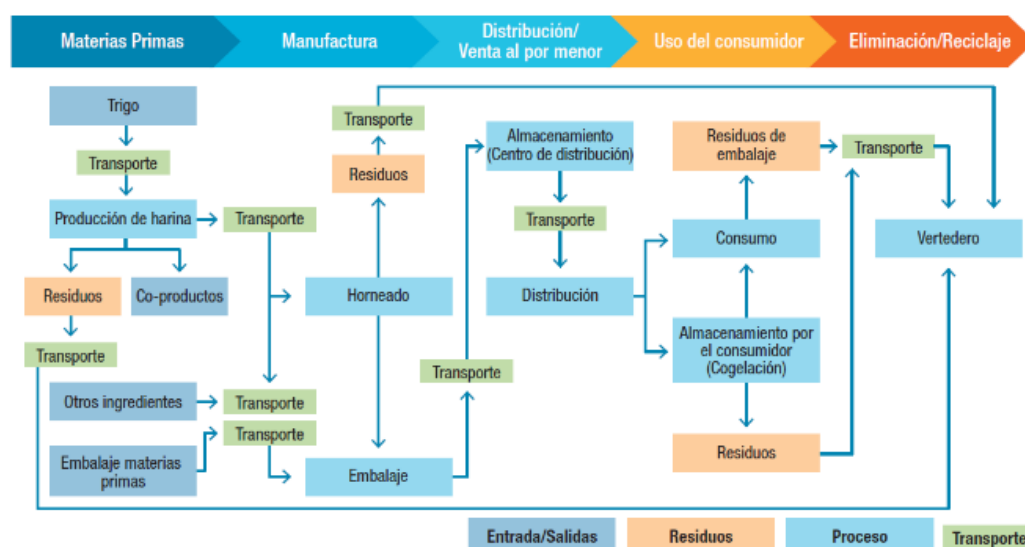 Materias Primas
Manufactura
Distribución/
Venta al por menor
Uso del consumidor
Eliminación/Reciclaje
Trigo
Transporte
Producción de harina
Residuos
Co-productos
Transporte
Otros ingredientes
Embalaje materias
primas
Transporte
Transporte
Transporte
Transporte
Residuos
Horneado
Embalaje
Almacenamiento
(Centro de distribución)
Transporte
Distribución
Transporte
Residuos de
embalaje
Consumo
Almacenamiento por
el consumidor
(Cogelación)
Residuos
Transporte
Vertedero
Entrada/Salidas
Residuos
Proceso
Transporte